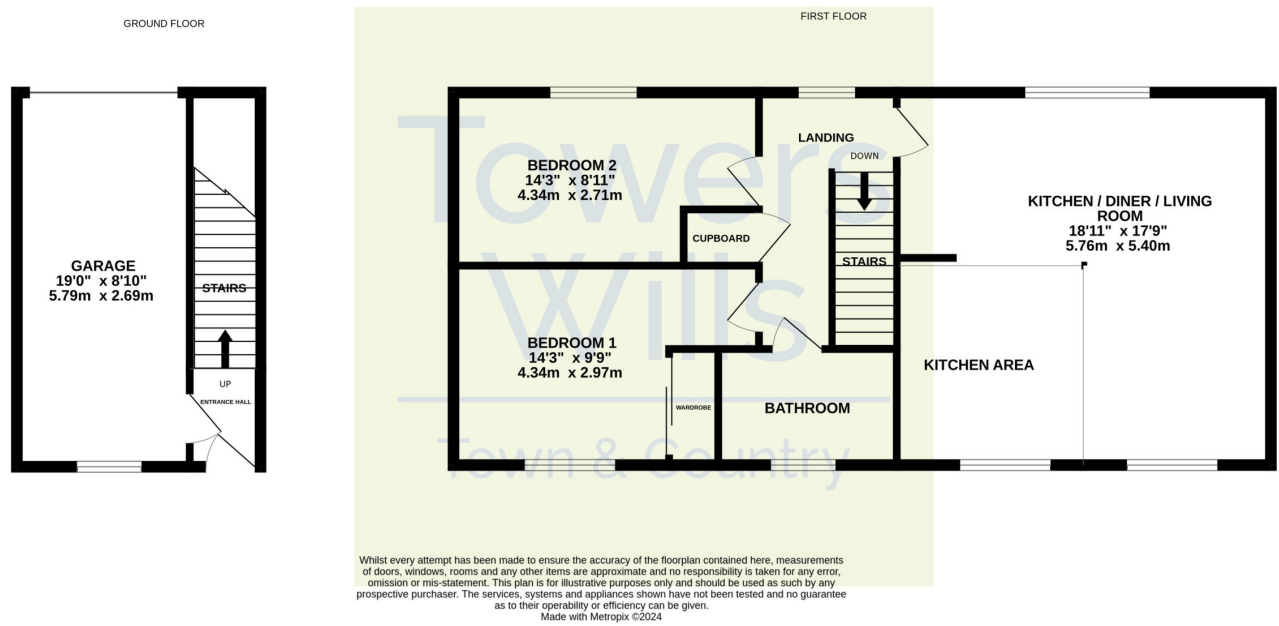 GROUND FLOOR
FIRST FLOOR
GARAGE
19'0" x 8'10"
5.79m x 2.69m
STAIRS
UP
ENTRANCE HALL
Towers
Wills
Town & Country
BEDROOM 2
14'3" x 8'11"
4.34m x 2.71m
LANDING
DOWN
CUPBOARD
STAIRS
KITCHEN / DINER / LIVING
ROOM
18'11" x 17'9"
5.76m x 5.40m
BEDROOM 1
14'3" x 9'9"
4.34m x 2.97m
WARDROBE
BATHROOM
KITCHEN AREA
Whilst every attempt has been made to ensure the accuracy of the floorplan contained here, measurements
of doors, windows, rooms and any other items are approximate and no responsibility is taken for any error,
omission or mis-statement. This plan is for illustrative purposes only and should be used as such by any
prospective purchaser. The services, systems and appliances shown have not been tested and no guarantee
as to their operability or efficiency can be given.
Made with Metropix ©2024